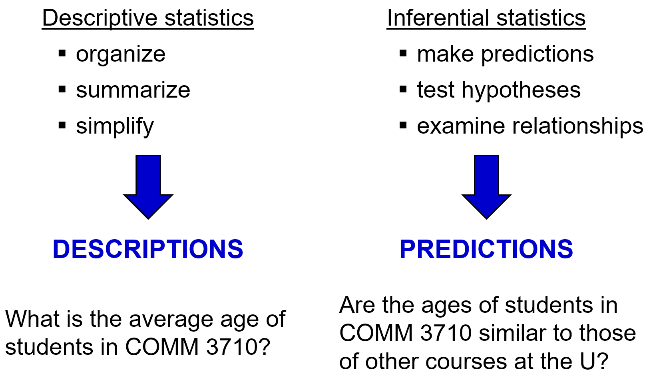 Descriptive statistics
▪ organize
▪ summarize
▪ simplify
DESCRIPTIONS
What is the average age of
students in COMM 3710?
Inferential statistics
▪ make predictions
▪ test hypotheses
▪ examine relationships
PREDICTIONS
Are the ages of students in
COMM 3710 similar to those
of other courses at the U?